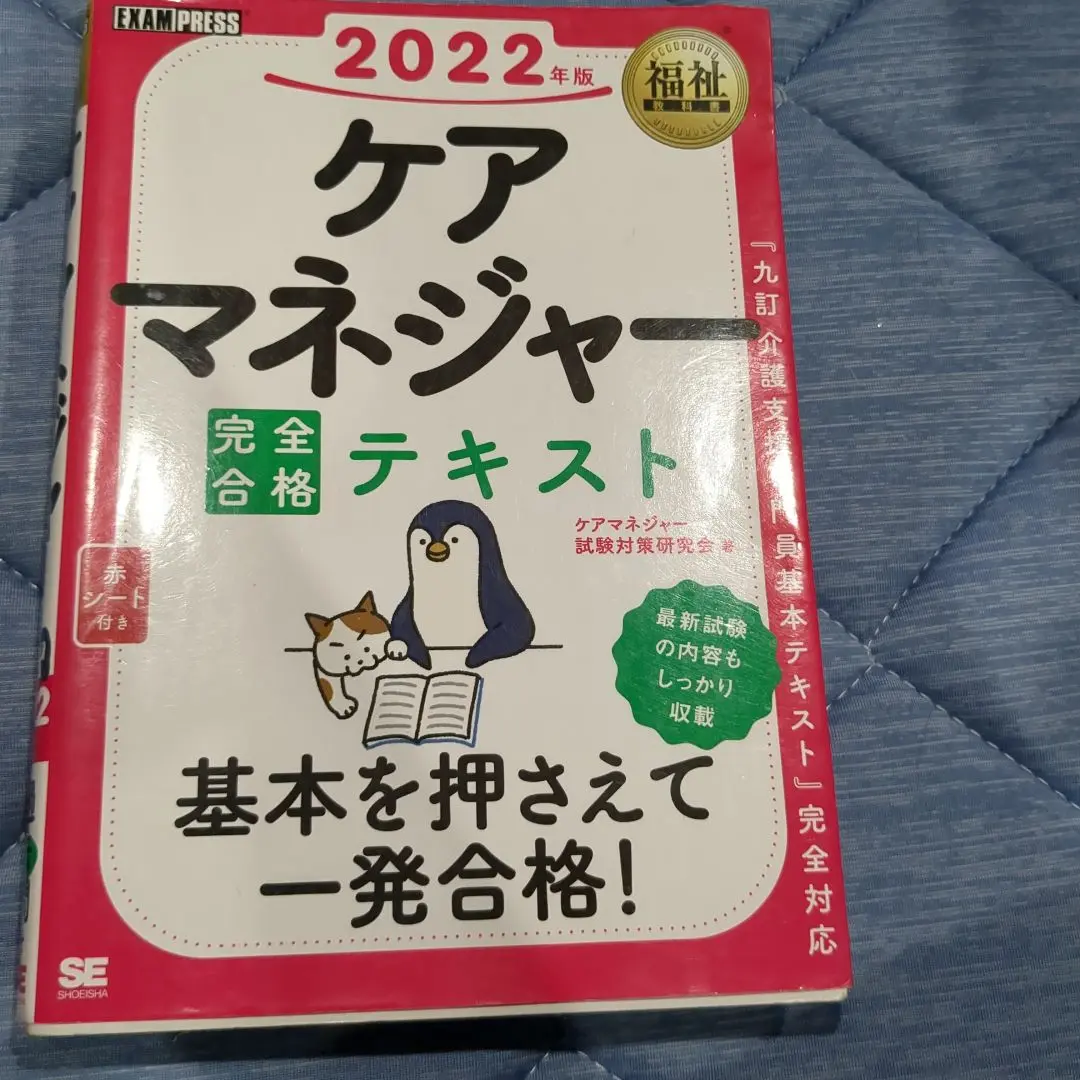 EXAMPRESS
2022年版
福祉
教科書
ケア
マネジャー
完全
合格
テキスト
ケアマネジャー
試験対策研究会 著
『九訂 介護支援 門員基本テキスト』完全対応
赤
シート
付き
最新試験
の内容も
しっかり
収載
基本を押さえて
一発合格!
SE
SHOEISHA